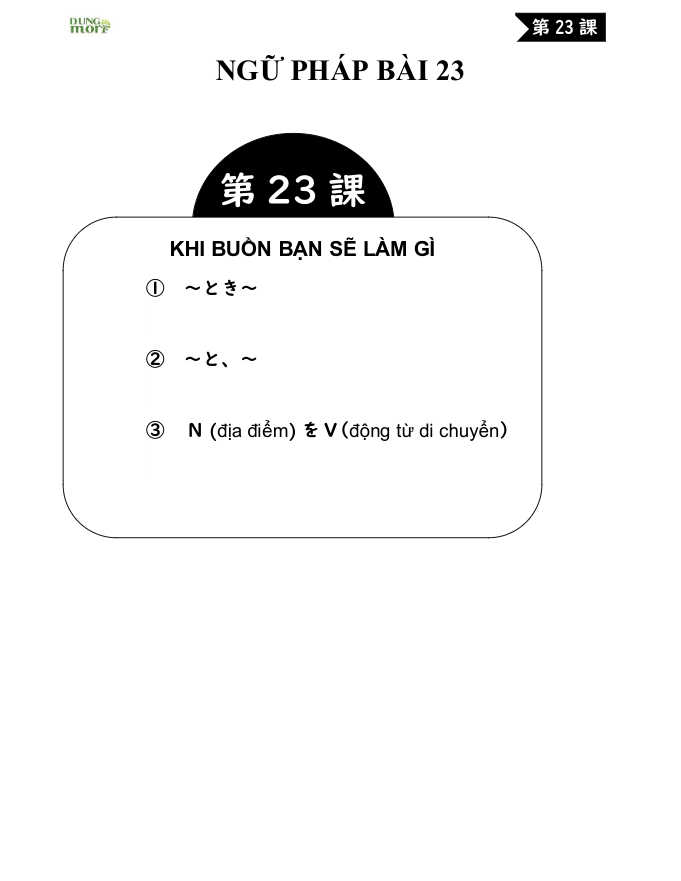 DUNG
mori
第 23 課
NGỮ PHÁP BÀI 23
第 23 課
KHI BUỒN BẠN SẼ LÀM GÌ
① ～とき～
② ～と、～
③ N (địa điểm) を V（động từ di chuyển）